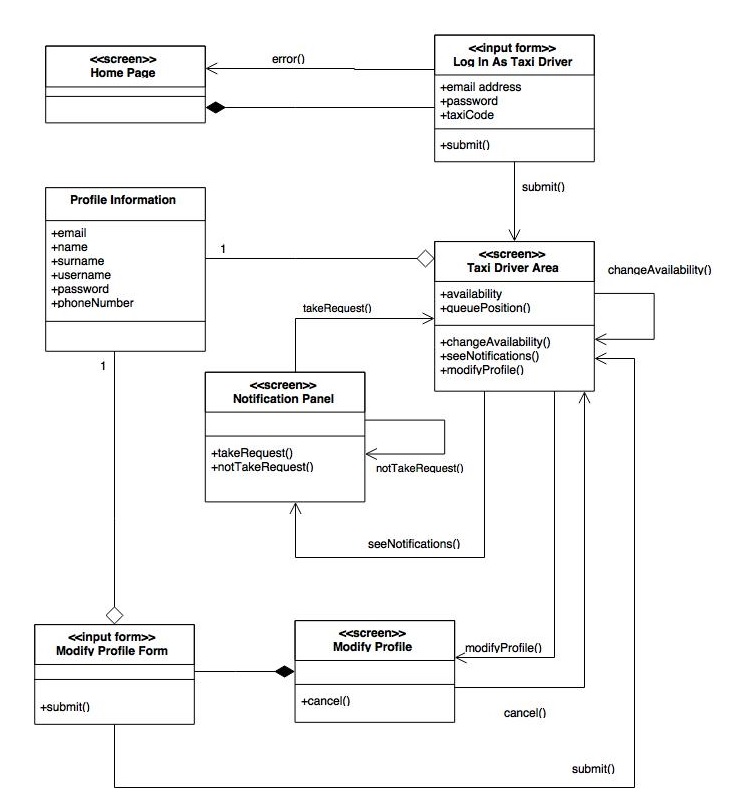 <<screen>>
Home Page
error()
<<input form>>
Log In As Taxi Driver
+email address
+password
+taxiCode
+submit()
submit()
Profile Information
+email
+name
+surname
+username
+password
+phoneNumber
1
<<screen>>
Taxi Driver Area
+availability
+queuePosition()
+changeAvailability()
+seeNotifications()
+modifyProfile()
changeAvailability()
takeRequest()
1
<<screen>>
Notification Panel
+takeRequest()
+notTakeRequest()
notTakeRequest()
seeNotifications()
<<input form>>
Modify Profile Form
+submit()
<<screen>>
Modify Profile
+cancel()
modifyProfile()
cancel()
submit()